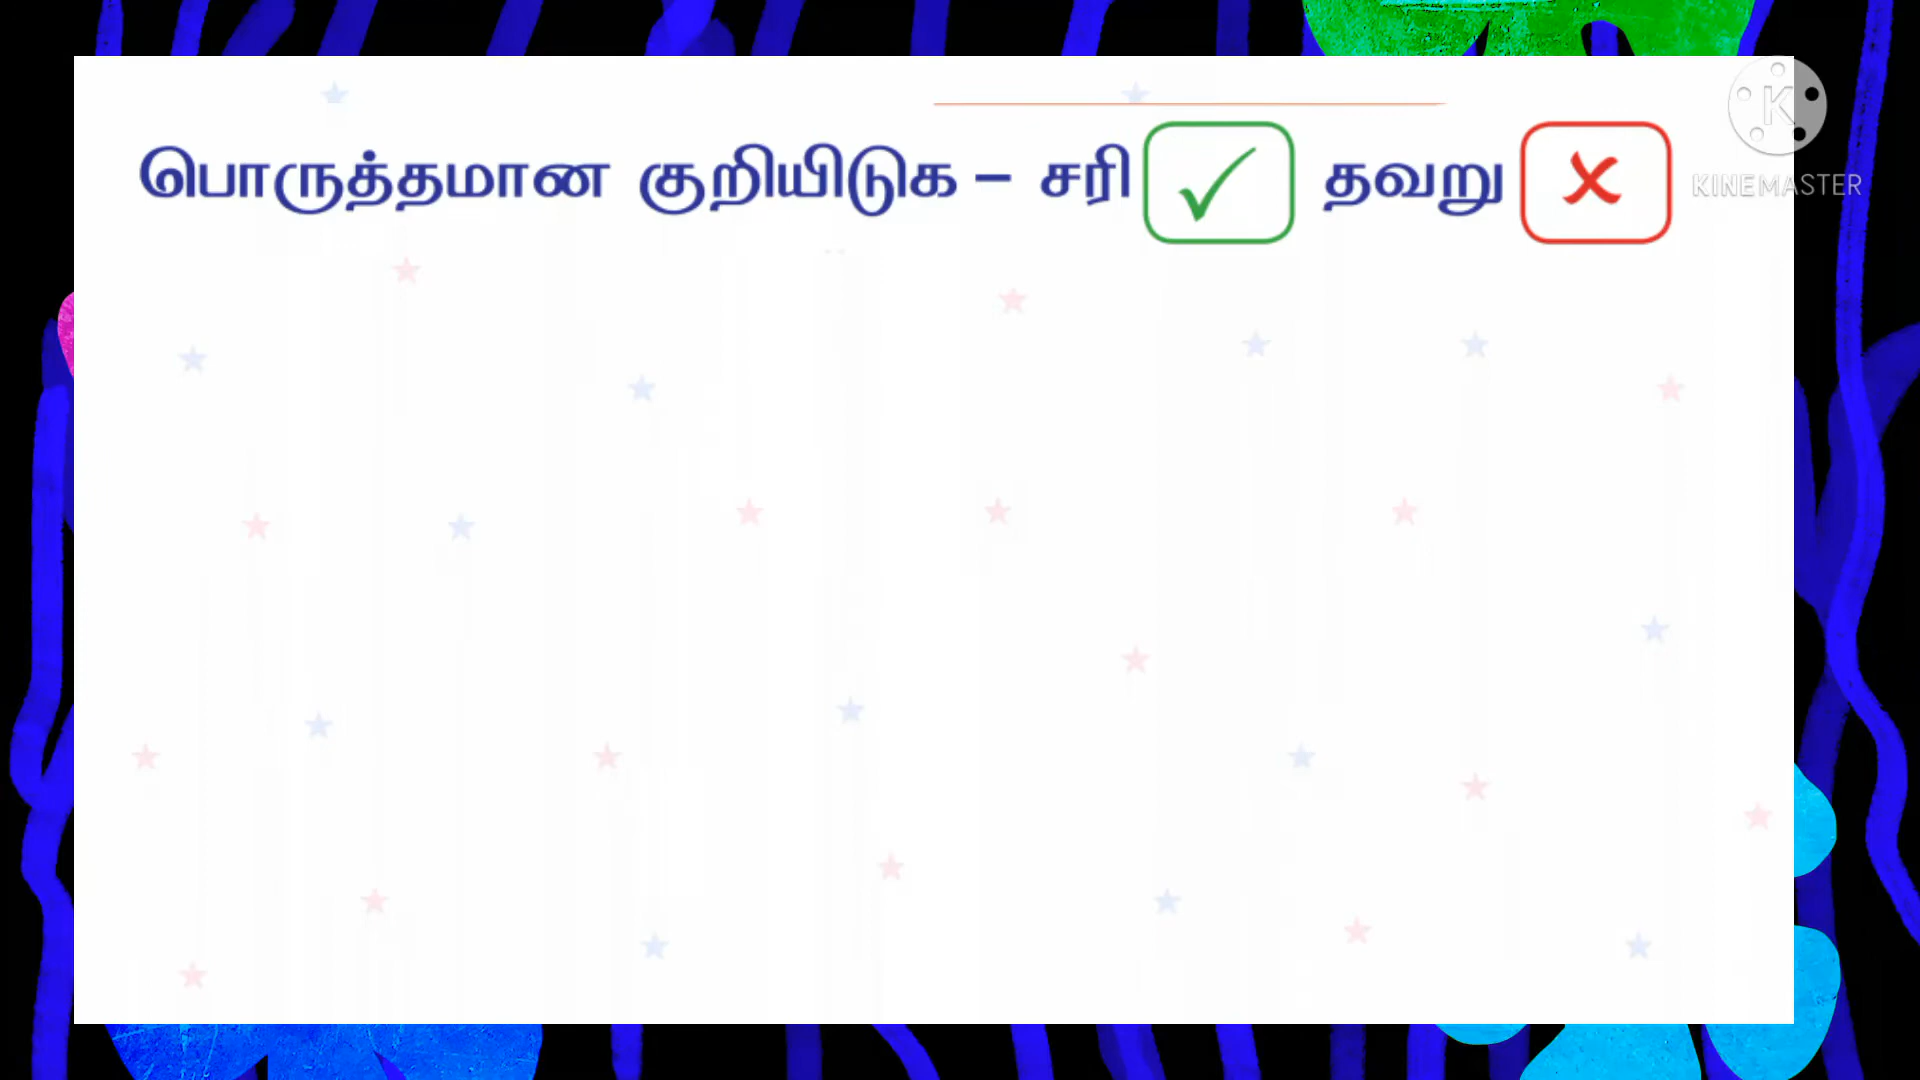 பொருத்தமான குறியிடுக – சரி ✓ தவறு ✗
KINEMASTER